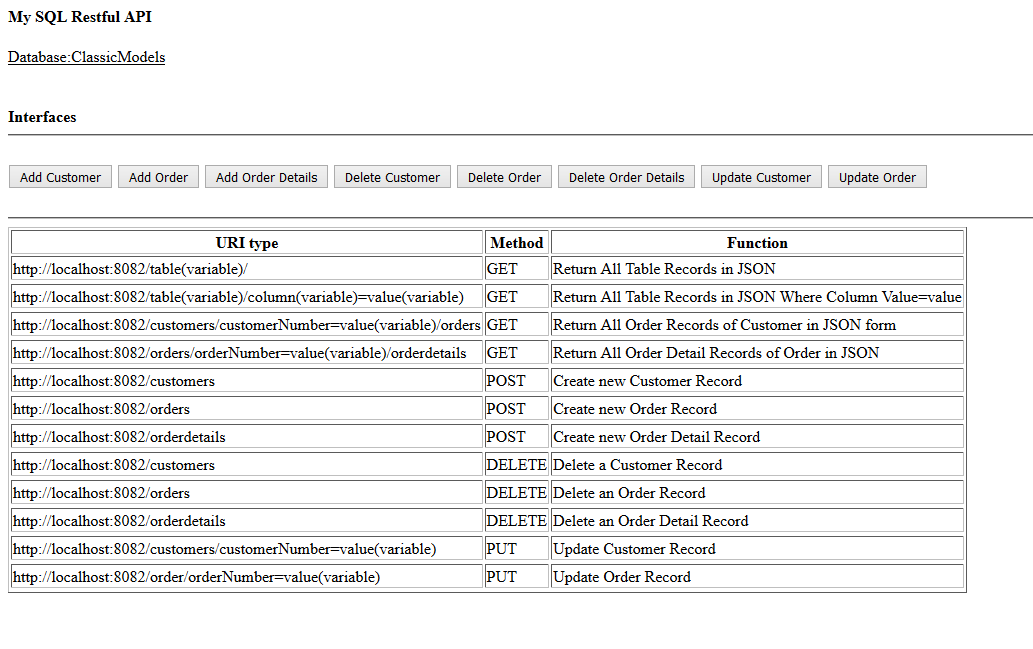 My SQL Restful API
Database:ClassicModels
Interfaces
Add Customer Add Order Add Order Details Delete Customer Delete Order Delete Order Details Update Customer Update Order
URI type Method Function
http://localhost:8082/table(variable)/ GET Return All Table Records in JSON
http://localhost:8082/table(variable)/column(variable)=value(variable) GET Return All Table Records in JSON Where Column Value=value
http://localhost:8082/customers/customerNumber=value(variable)/orders GET Return All Order Records of Customer in JSON form
http://localhost:8082/orders/orderNumber=value(variable)/orderdetails GET Return All Order Detail Records of Order in JSON
http://localhost:8082/customers POST Create new Customer Record
http://localhost:8082/orders POST Create new Order Record
http://localhost:8082/orderdetails POST Create new Order Detail Record
http://localhost:8082/customers DELETE Delete a Customer Record
http://localhost:8082/orders DELETE Delete an Order Record
http://localhost:8082/orderdetails DELETE Delete an Order Detail Record
http://localhost:8082/customers/customerNumber=value(variable) PUT Update Customer Record
http://localhost:8082/order/orderNumber=value(variable) PUT Update Order Record